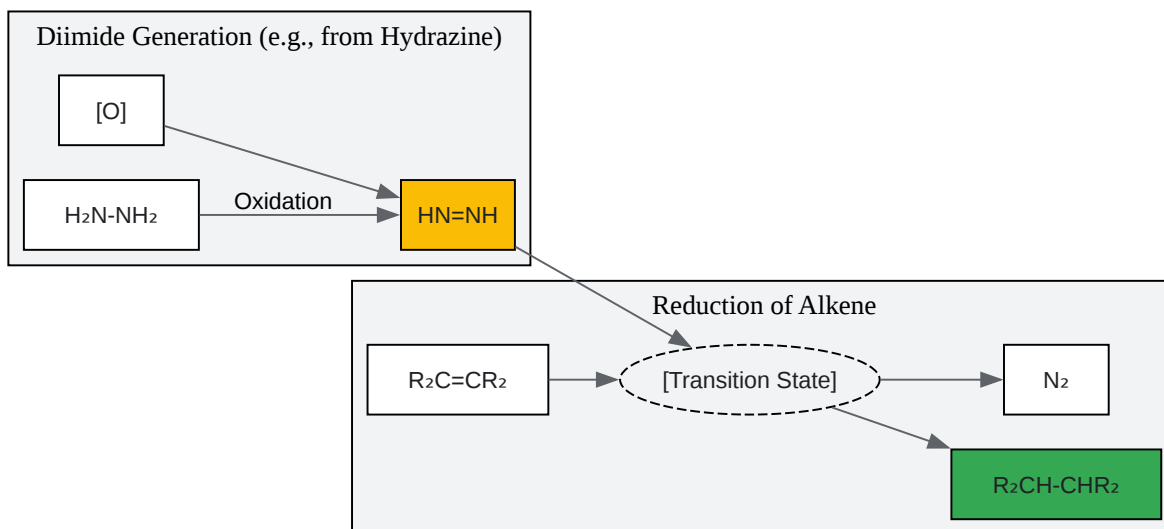 Diimide Generation (e.g., from Hydrazine)
[O]
H₂N-NH₂
Oxidation
HN=NH
Reduction of Alkene
R₂C=CR₂
[Transition State]
N₂
R₂CH-CHR₂